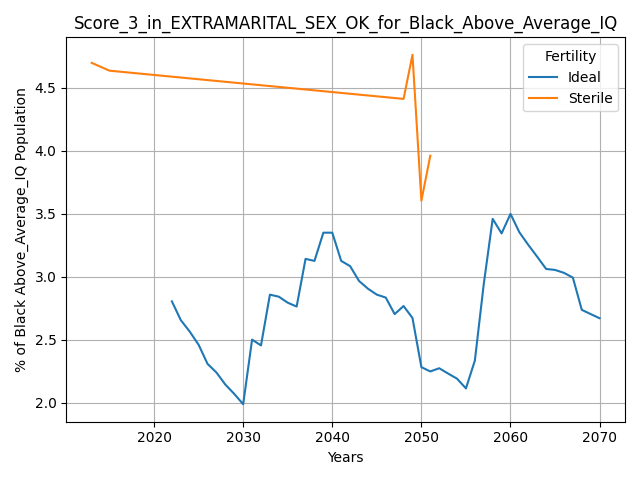 Score_3_in_EXTRAMARITAL_SEX_OK_for_Black_Above_Average_IQ
Fertility
Ideal
Sterile
% of Black Above_Average_IQ Population
4.5
4.0
3.5
3.0
2.5
2.0
2020 2030 2040 2050 2060 2070
Years